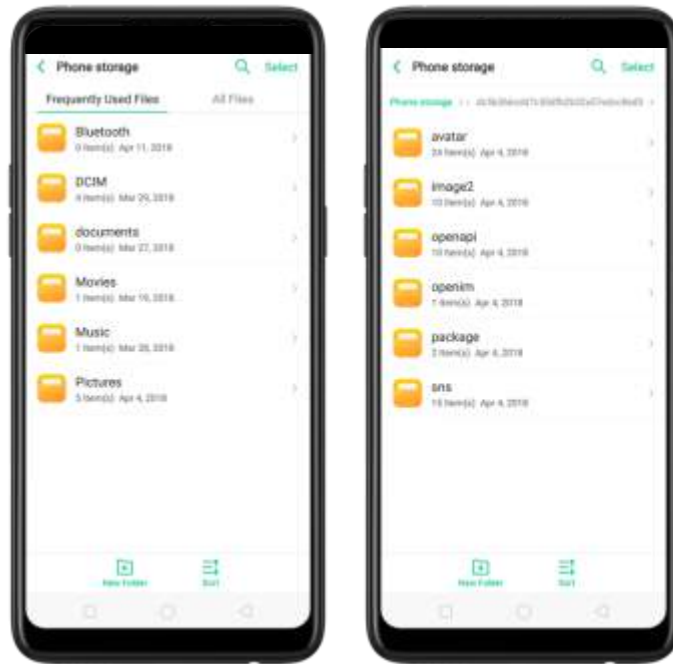 Phone storage
Select
Frequently Used Files
All Files
Bluetooth
0 item(s) Apr 11, 2018
DCIM
4 item(s) Mar 29, 2018
documents
0 item(s) Mar 27, 2018
Movies
1 item(s) Mar 19, 2018
Music
1 item(s) Mar 28, 2018
Pictures
5 item(s) Apr 4, 2018
New Folder
Sort
Phone storage
Select
Phone storage
avatar
24 item(s) Apr 4, 2018
image2
10 item(s) Apr 4, 2018
openapi
item(s) Apr 4, 2018
openim
1 item(s) Apr 4, 2018
package
2 item(s) Apr 4, 2018
sns
15 item(s) Apr 4, 2018
New Folder
Sort